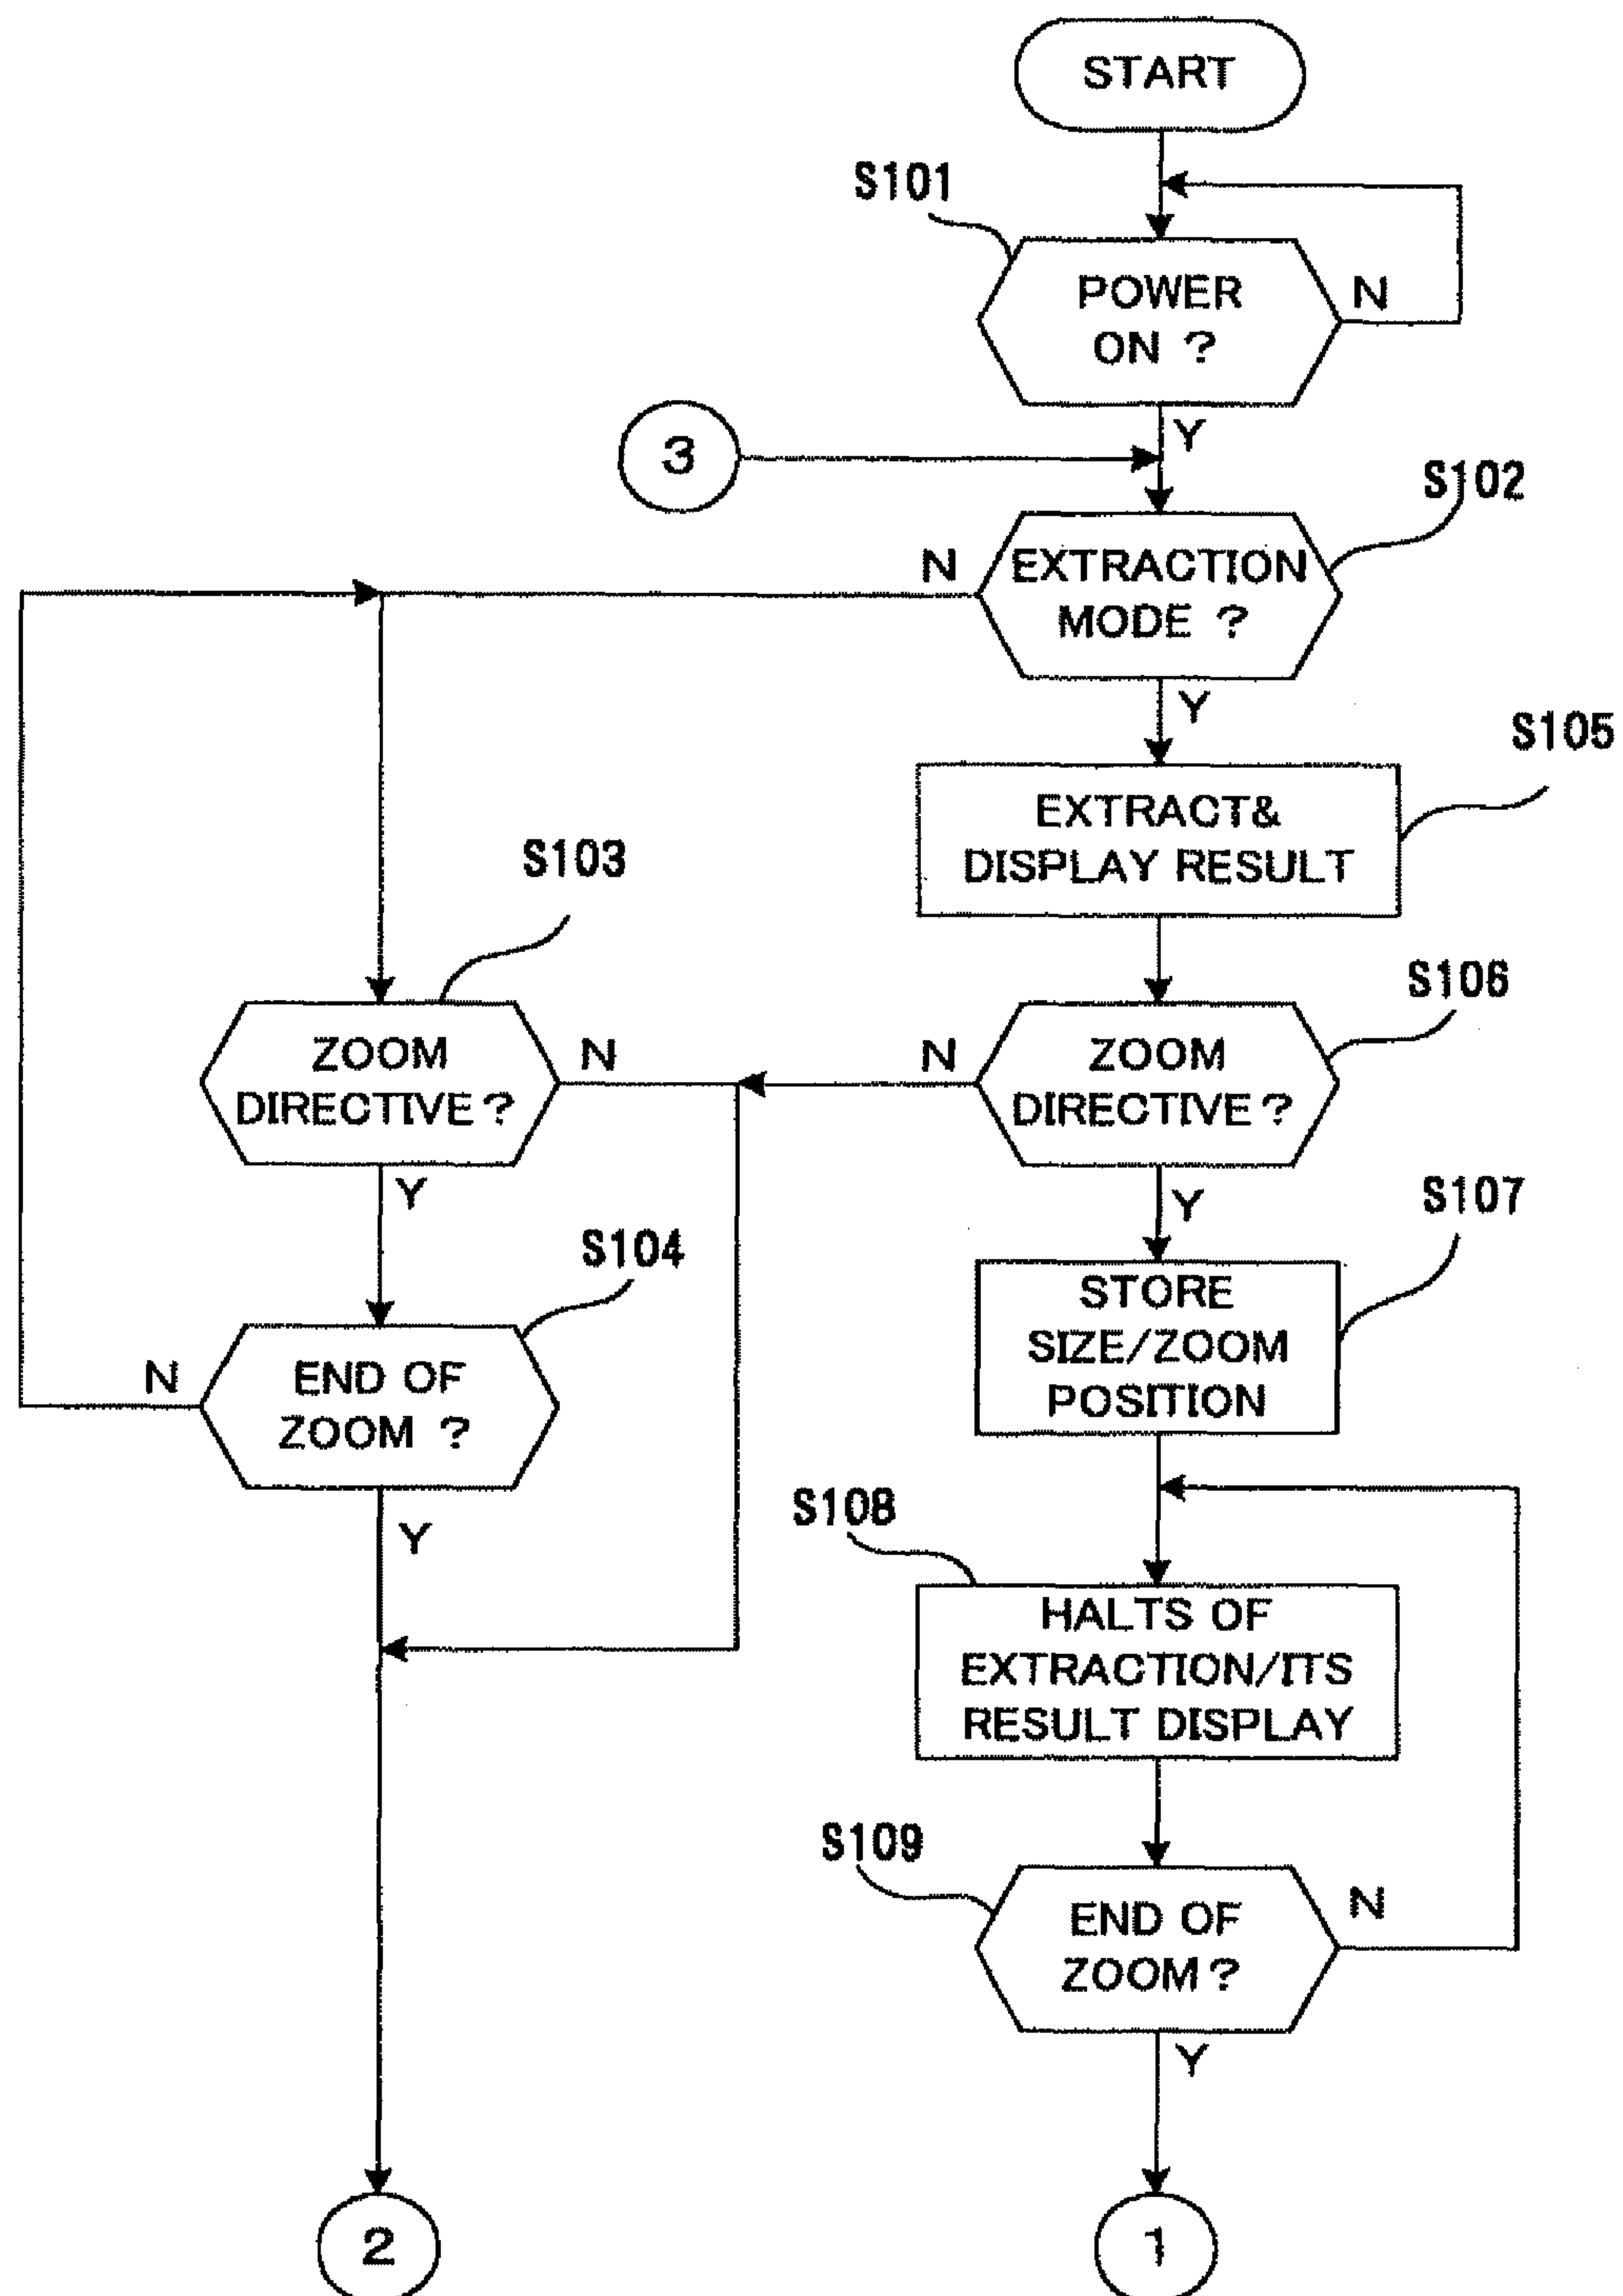 START
S101
POWER
ON ?
N
Y
3
S102
N
EXTRACTION
MODE ?
Y
S105
EXTRACT&
DISPLAY RESULT
S103
ZOOM
DIRECTIVE ?
N
Y
S106
N
ZOOM
DIRECTIVE ?
Y
S104
N
END OF
ZOOM ?
Y
S107
STORE
SIZE/ZOOM
POSITION
S108
HALTS OF
EXTRACTION/ITS
RESULT DISPLAY
S109
END OF
ZOOM ?
N
Y
2
1